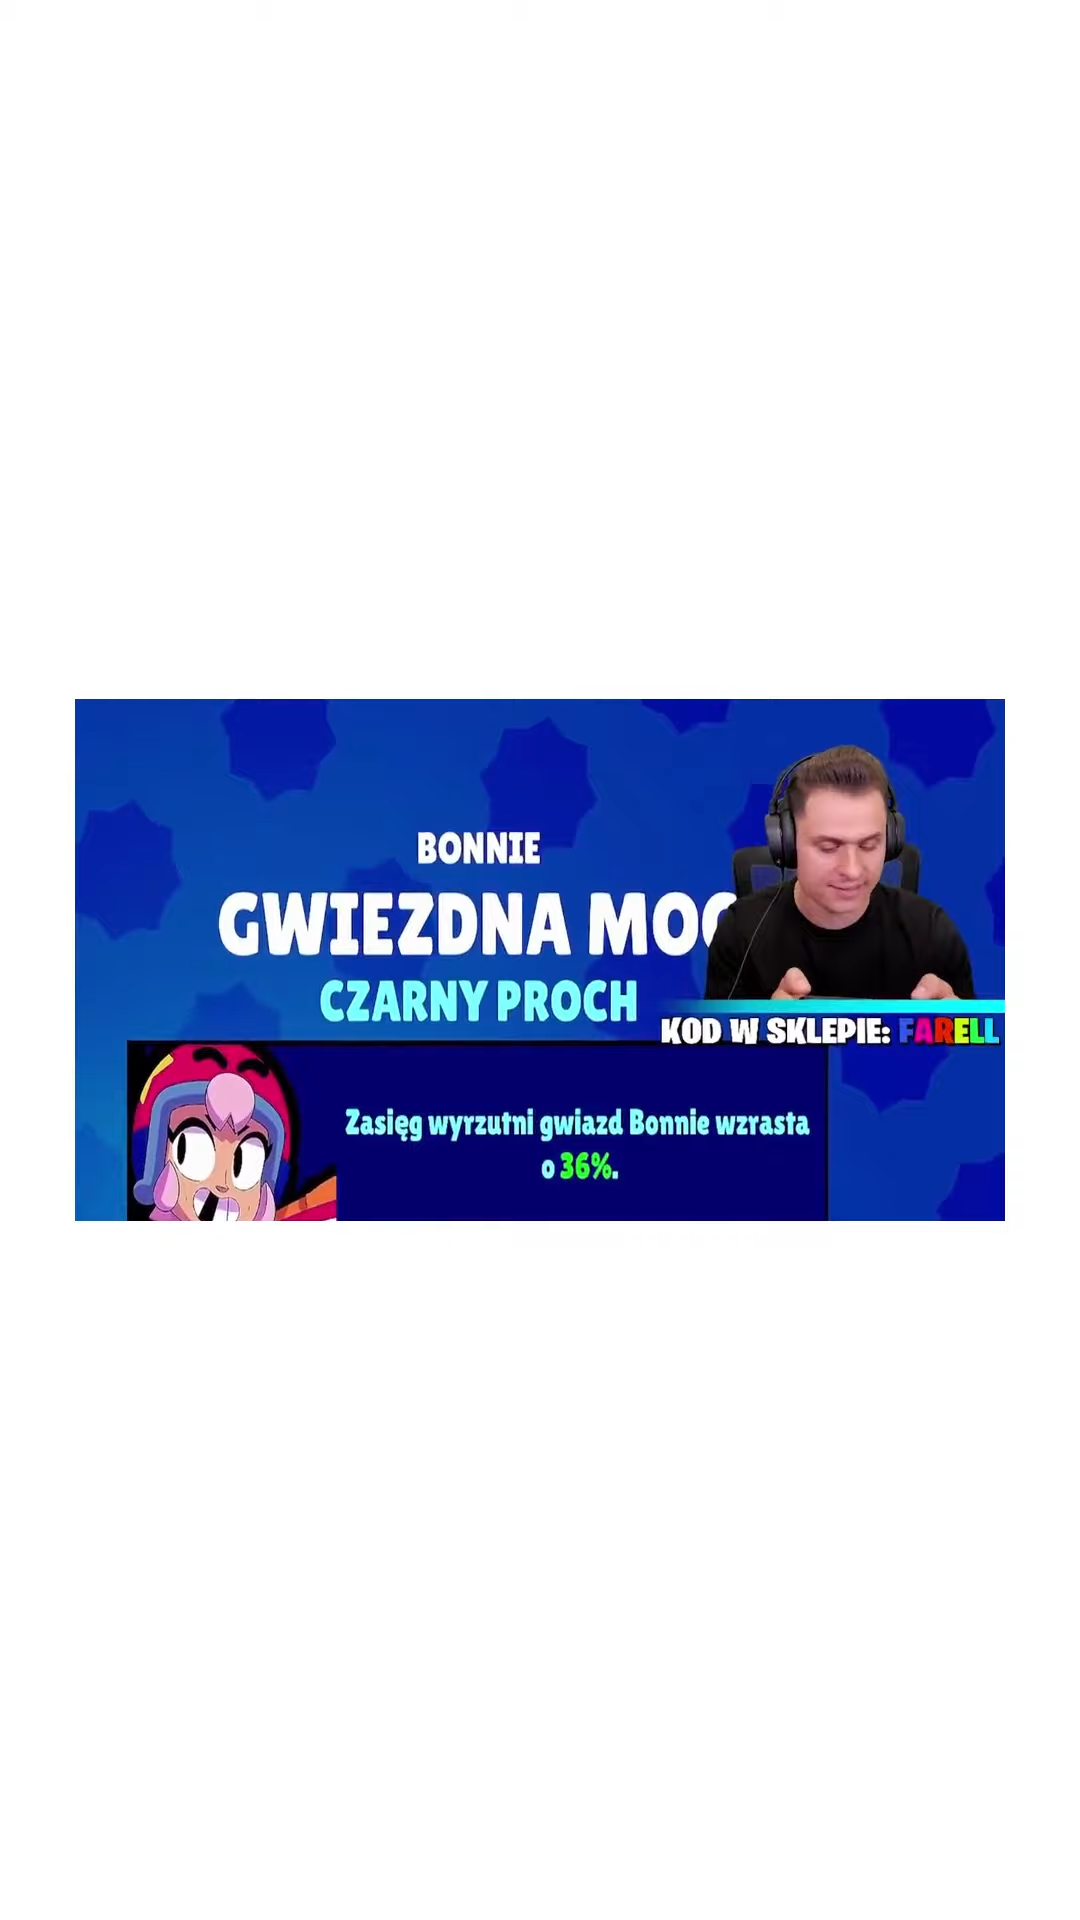 BONNIE
GWIEZDNA MOC
CZARNY PROCH
KOD W SKLEPIE: FARELL
Zasięg wyrzutni gwiazd Bonnie wzrasta
o 36%.